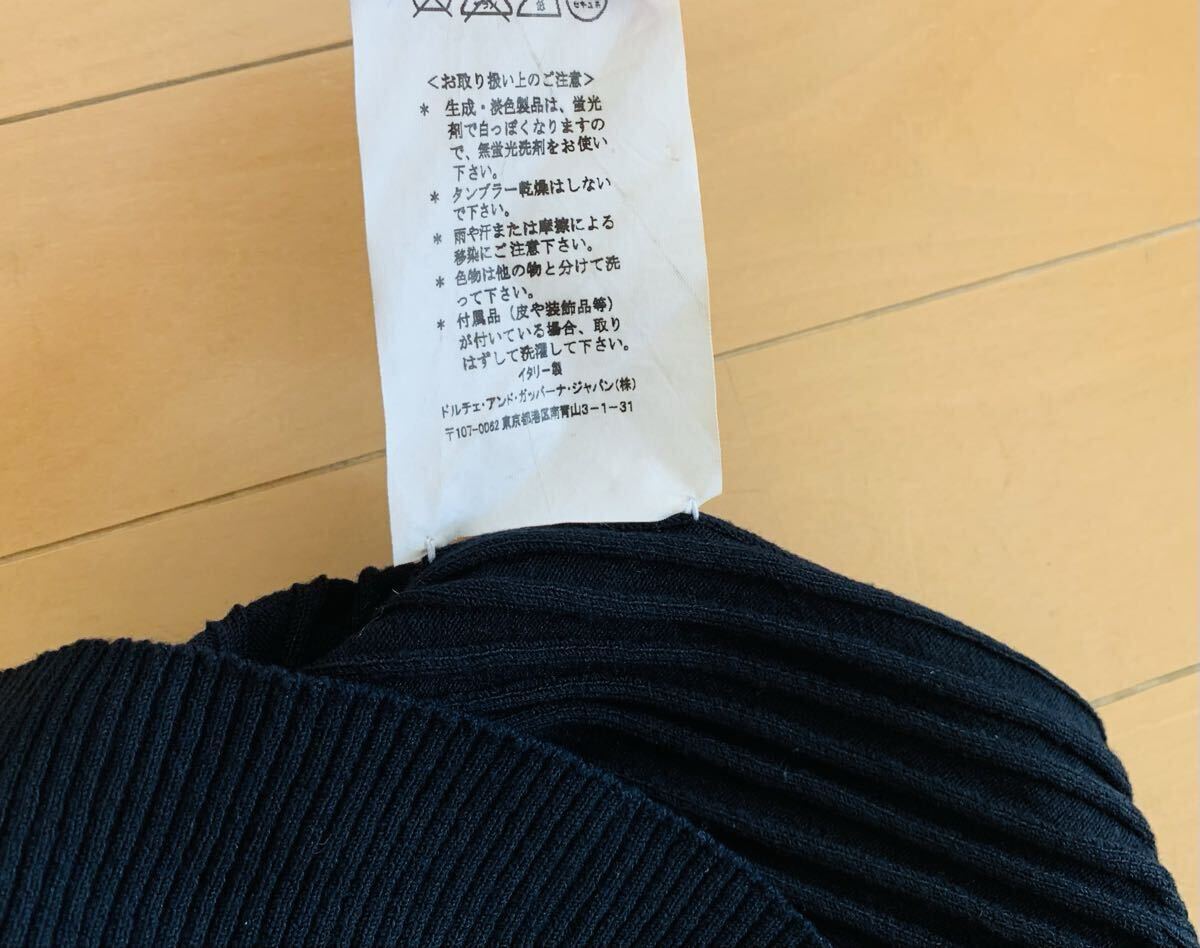 <お取り扱い上のご注意>
* 生成・淡色製品は、蛍光
剤で白っぽくなりますの
で、無蛍光洗剤をお使い
下さい。
* タンブラー乾燥はしない
で下さい。
* 雨や汗または摩擦による
移染にご注意下さい。
* 色物は他の物と分けて洗
って下さい。
* 付属品(皮や装飾品等)
が付いている場合、取り
はずして洗濯して下さい。
イタリー製
ドルチェ・アンド・ガッバーナ・ジャパン(株)
〒107-0062 東京都港区南青山3-1-31